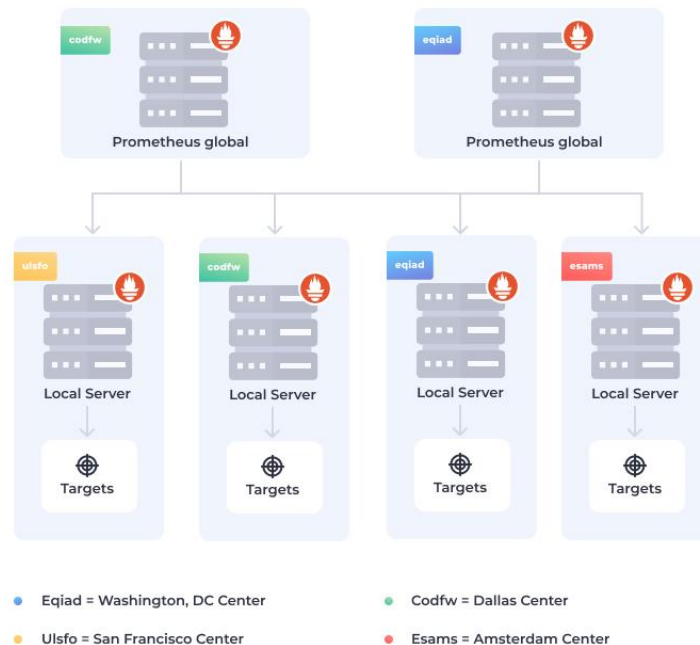 codfw
eqiad
Prometheus global
Prometheus global
ulsfo
codfw
eqiad
esams
Local Server
Local Server
Local Server
Local Server
Targets
Targets
Targets
Targets
Eqiad = Washington, DC Center
Codfw = Dallas Center
Ulsfo = San Francisco Center
Esams = Amsterdam Center